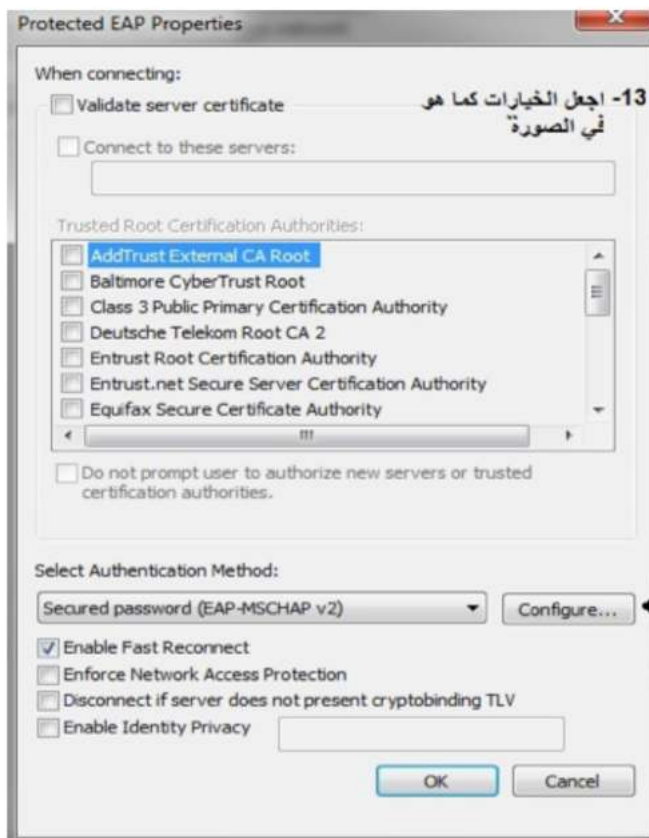 Protected EAP Properties
When connecting:
Validate server certificate
13- اجعل الخيارات كما هو
في الصورة
Connect to these servers:
Trusted Root Certification Authorities:
AddTrust External CA Root
Baltimore CyberTrust Root
Class 3 Public Primary Certification Authority
Deutsche Telekom Root CA 2
Entrust Root Certification Authority
Entrust.net Secure Server Certification Authority
Equifax Secure Certificate Authority
Do not prompt user to authorize new servers or trusted
certification authorities.
Select Authentication Method:
Secured password (EAP-MSCHAP v2)
Configure...
Enable Fast Reconnect
Enforce Network Access Protection
Disconnect if server does not present cryptobinding TLV
Enable Identity Privacy
OK
Cancel